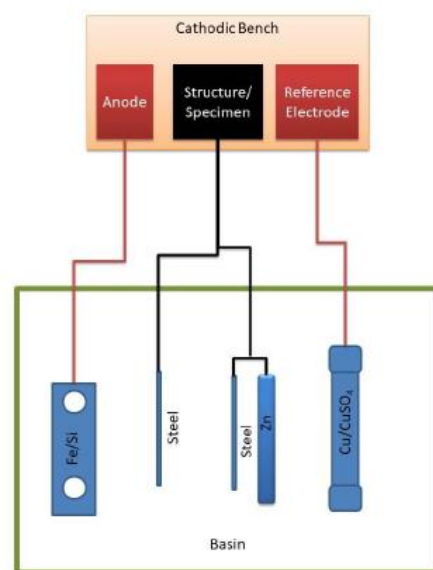 Cathodic Bench
Anode
Structure/
Specimen
Reference
Electrode
Fe/Si
Steel
Steel
Zn
Cu/CuSO₄
Basin